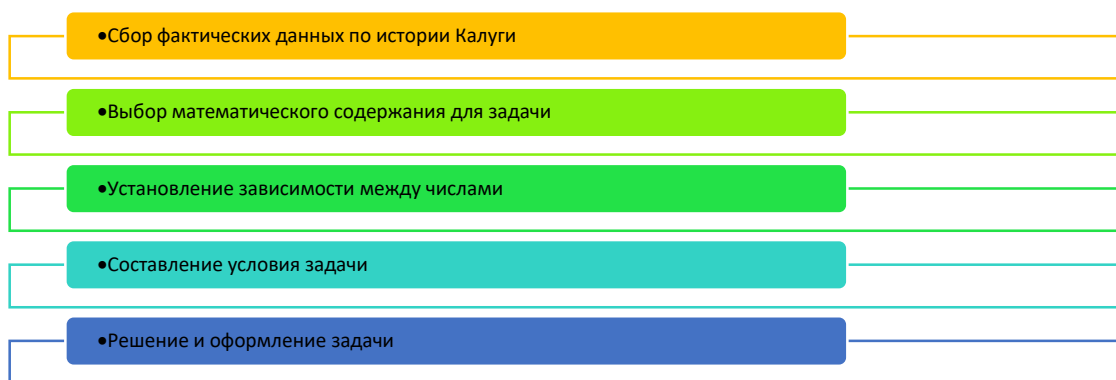 •Сбор фактических данных по истории Калуги
•Выбор математического содержания для задачи
•Установление зависимости между числами
•Составление условия задачи
•Решение и оформление задачи